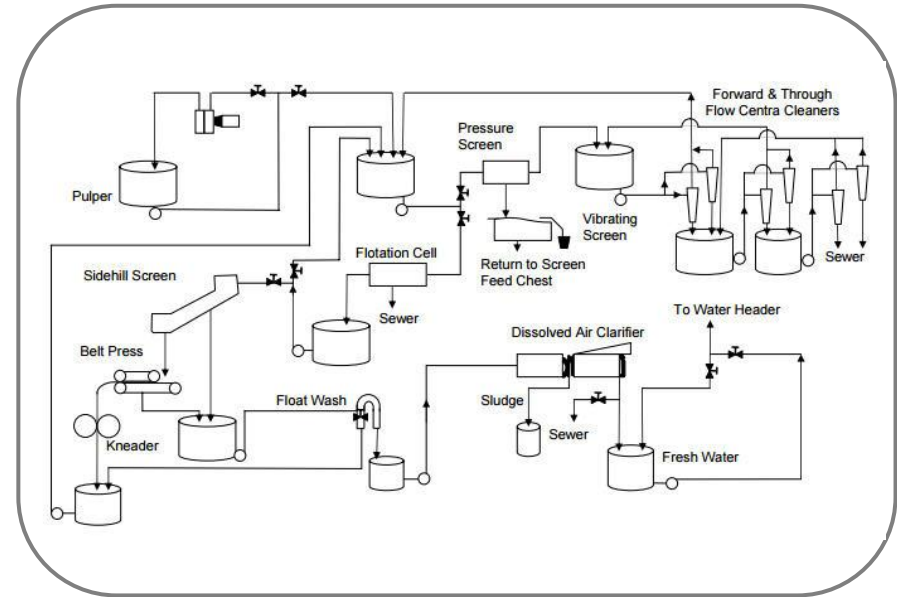 Forward & Through
Flow Centra Cleaners
Pressure
Screen
Pulper
Vibrating
Screen
Flotation Cell
Return to Screen
Feed Chest
Sewer
Sidehill Screen
Sewer
To Water Header
Dissolved Air Clarifier
Belt Press
Float Wash
Sludge
Sewer
Kneader
Fresh Water